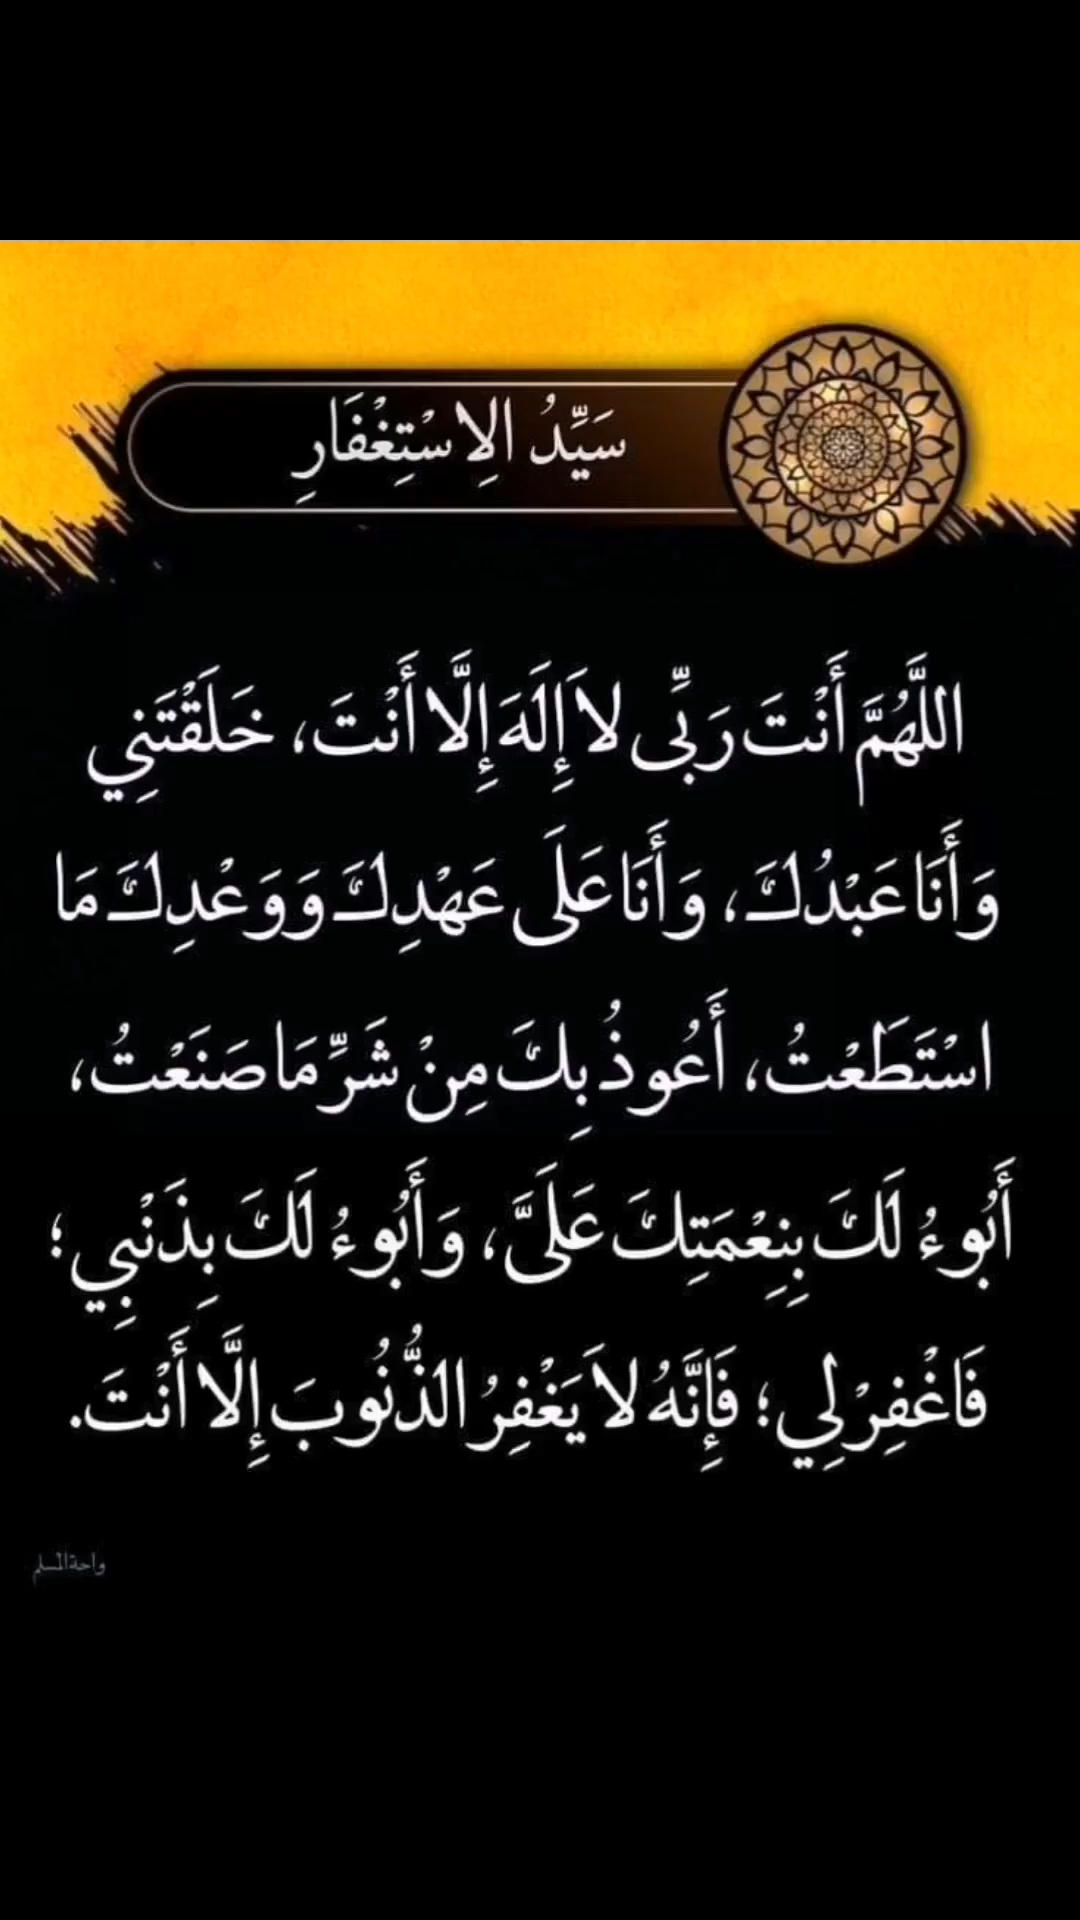 سَيِّدُ الِاسْتِغْفَارِ
اللَّهُمَّ أَنْتَ رَبِّى لاَ إِلَهَ إِلَّا أَنْتَ، خَلَقْتَنِي
وَأَنَا عَبْدُكَ، وَأَنَا عَلَى عَهْدِكَ وَوَعْدِكَ مَا
اسْتَطَعْتُ، أَعُوذُ بِكَ مِنْ شَرِّ مَا صَنَعْتُ،
أَبُوءُ لَكَ بِنِعْمَتِكَ عَلَىَّ، وَأَبُوءُ لَكَ بِذَنْبِي؛
فَاغْفِرْ لِي؛ فَإِنَّهُ لاَ يَغْفِرُ الذُّنُوبَ إِلَّا أَنْتَ.
واحة المسلم